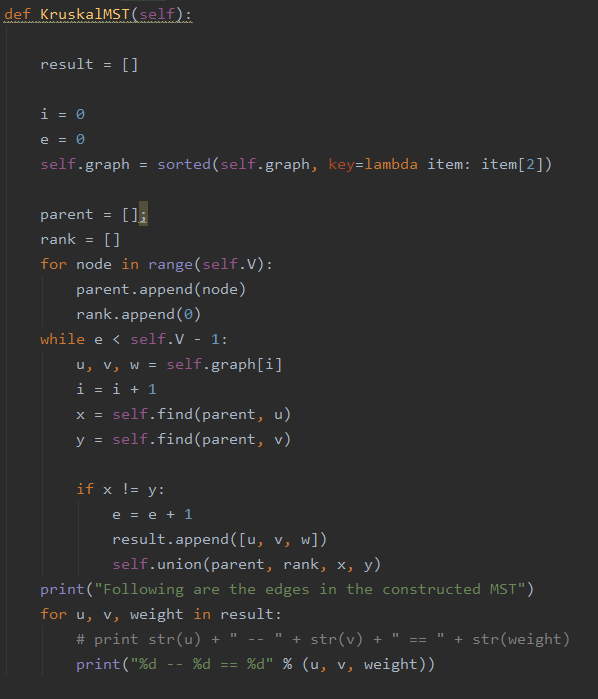 def KruskalMST(self):
result = []
i = 0
e = 0
self.graph = sorted(self.graph, key=lambda item: item[2])
parent = [];
rank = []
for node in range(self.V):
parent.append(node)
rank.append(0)
while e < self.V - 1:
u, v, w = self.graph[i]
i = i + 1
x = self.find(parent, u)
y = self.find(parent, v)
if x != y:
e = e + 1
result.append([u, v, w])
self.union(parent, rank, x, y)
print("Following are the edges in the constructed MST")
for u, v, weight in result:
# print str(u) + " -- " + str(v) + " == " + str(weight)
print("%d -- %d == %d" % (u, v, weight))